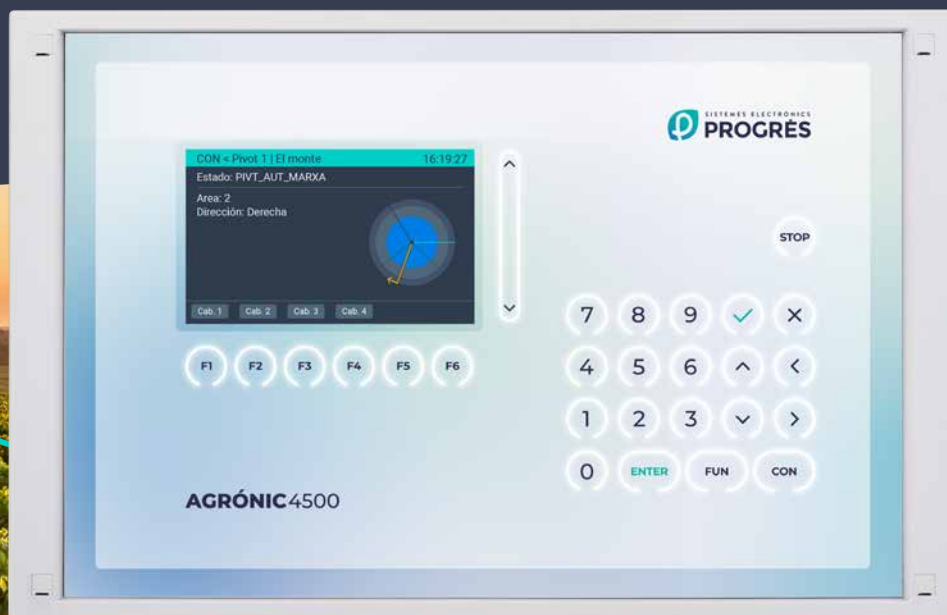 SISTEMES ELECTRÒNICS
PROGRÉS
CON < Pivot 1 | El monte 16:19:27
Estado: PIVT_AUT_MARXA
Area: 2
Dirección: Derecha
Cab. 1 Cab. 2 Cab. 3 Cab. 4
STOP
7 8 9
F1 F2 F3 F4 F5 F6
4 5 6
1 2 3
0 ENTER FUN CON
AGRÓNIC4500